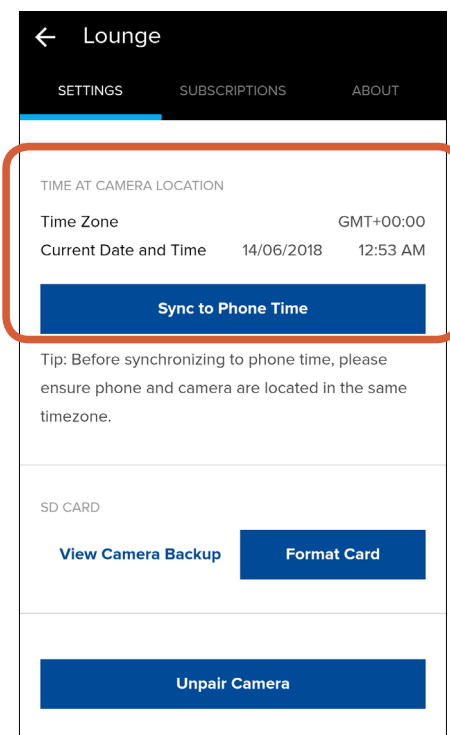 Lounge
SETTINGS SUBSCRIPTIONS ABOUT
TIME AT CAMERA LOCATION
Time Zone GMT+00:00
Current Date and Time 14/06/2018 12:53 AM
Sync to Phone Time
Tip: Before synchronizing to phone time, please
ensure phone and camera are located in the same
timezone.
SD CARD
View Camera Backup Format Card
Unpair Camera